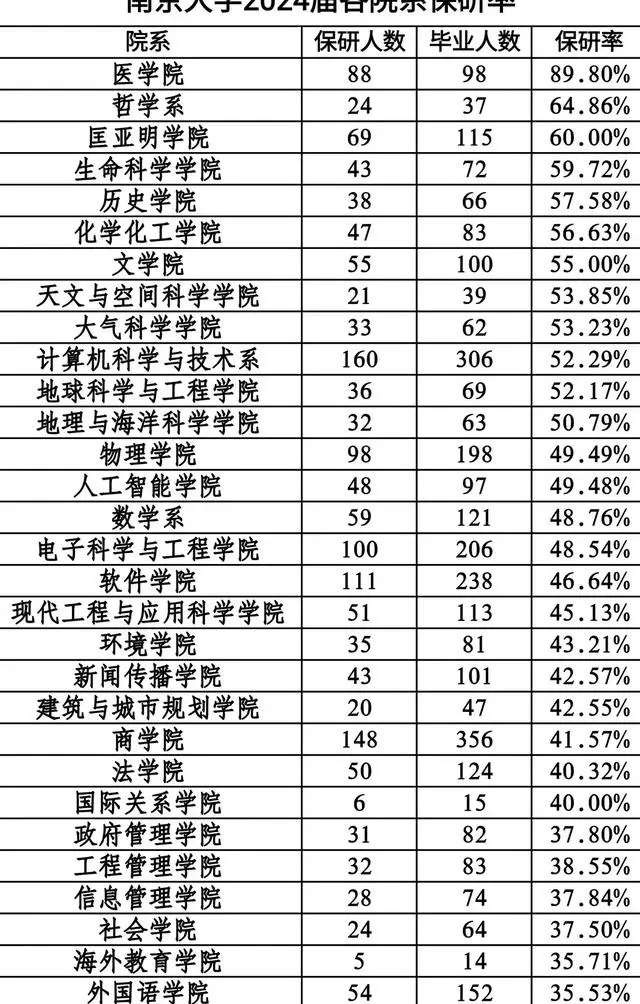 南京大学2024届各院系保研率
院系 保研人数 毕业人数 保研率
医学院 88 98 89.80%
哲学系 24 37 64.86%
匡亚明学院 69 115 60.00%
生命科学学院 43 72 59.72%
历史学院 38 66 57.58%
化学化工学院 47 83 56.63%
文学院 55 100 55.00%
天文与空间科学学院 21 39 53.85%
大气科学学院 33 62 53.23%
计算机科学与技术系 160 306 52.29%
地球科学与工程学院 36 69 52.17%
地理与海洋科学学院 32 63 50.79%
物理学院 98 198 49.49%
人工智能学院 48 97 49.48%
数学系 59 121 48.76%
电子科学与工程学院 100 206 48.54%
软件学院 111 238 46.64%
现代工程与应用科学学院 51 113 45.13%
环境学院 35 81 43.21%
新闻传播学院 43 101 42.57%
建筑与城市规划学院 20 47 42.55%
商学院 148 356 41.57%
法学院 50 124 40.32%
国际关系学院 6 15 40.00%
政府管理学院 31 82 37.80%
工程管理学院 32 83 38.55%
信息管理学院 28 74 37.84%
社会学院 24 64 37.50%
海外教育学院 5 14 35.71%
外国语学院 54 152 35.53%